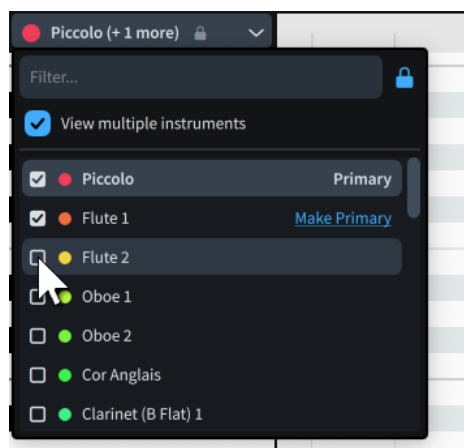 Piccolo (+ 1 more)
Filter...
View multiple instruments
Piccolo Primary
Flute 1 Make Primary
Flute 2
Oboe 1
Oboe 2
Cor Anglais
Clarinet (B Flat) 1